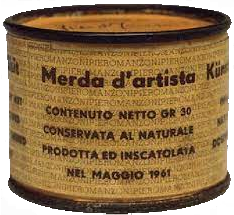 Merda d'artista
CONTENUTO NETTO GR 30
CONSERVATA AL NATURALE
PRODOTTA ED INSCATOLATA
NEL MAGGIO 1961